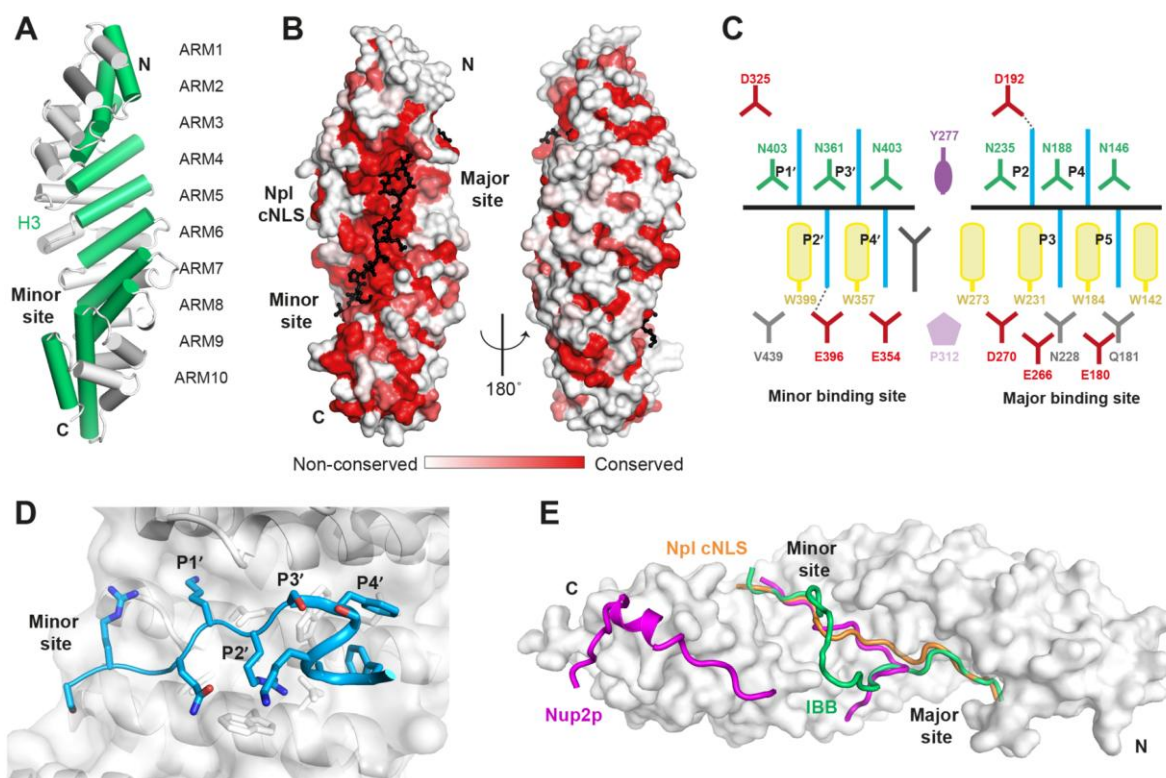 A
N
ARM1
ARM2
ARM3
ARM4
ARM5
ARM6
ARM7
ARM8
ARM9
ARM10
H3
Minor
site
C
B
N
Npl
cNLS
Major
site
Minor
site
C
180°
Non-conserved
Conserved
C
D325
D192
Y277
N403
N361
N403
N235
N188
N146
P1′
P3′
P2
P4
P2′
P4′
P3
P5
W399
W357
W273
W231
W184
W142
V439
E396
E354
P312
D270
N228
Q181
E266
E180
Minor binding site
Major binding site
D
P1′
P3′
P4′
Minor
site
P2′
E
Npl cNLS
Minor
site
C
Nup2p
IBB
Major
site
N